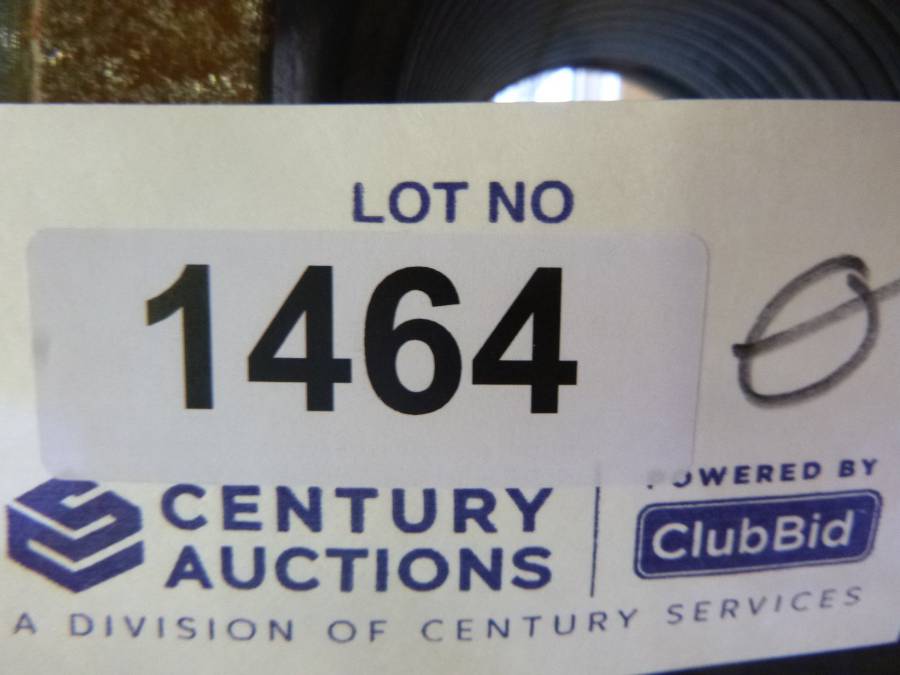 LOT NO
1464
CENTURY
AUCTIONS
POWERED BY
ClubBid
A DIVISION OF CENTURY SERVICES